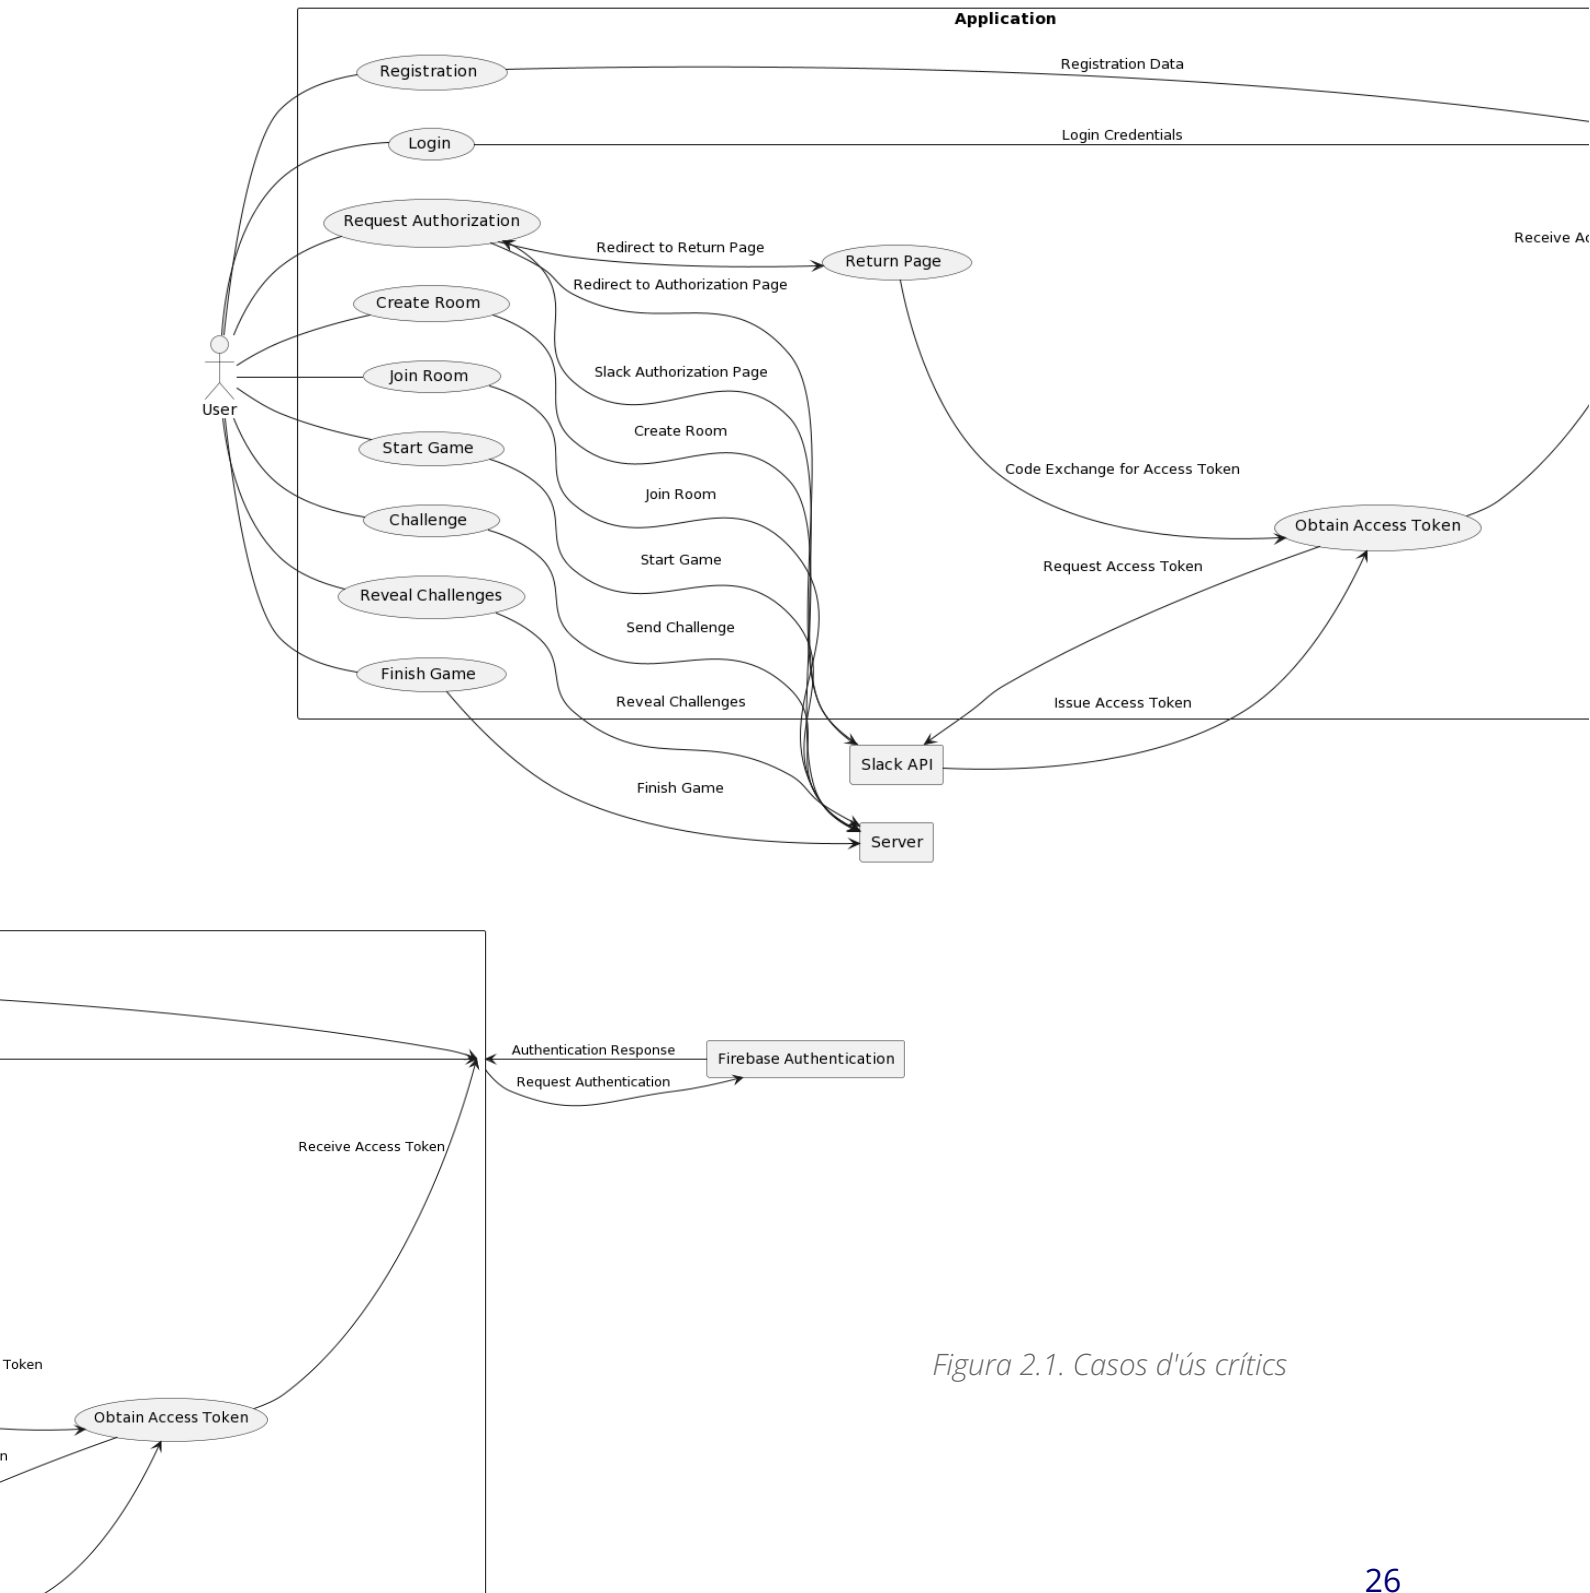 Application
Registration
Registration Data
Login
Login Credentials
Request Authorization
Redirect to Return Page
Return Page
Receive Ac
Redirect to Authorization Page
Create Room
Slack Authorization Page
Join Room
User
Create Room
Start Game
Code Exchange for Access Token
Join Room
Challenge
Obtain Access Token
Start Game
Request Access Token
Reveal Challenges
Send Challenge
Finish Game
Reveal Challenges
Issue Access Token
Slack API
Finish Game
Server
Authentication Response
Firebase Authentication
Request Authentication
Receive Access Token
Token
Figura 2.1. Casos d'ús crítics
Obtain Access Token
n
26